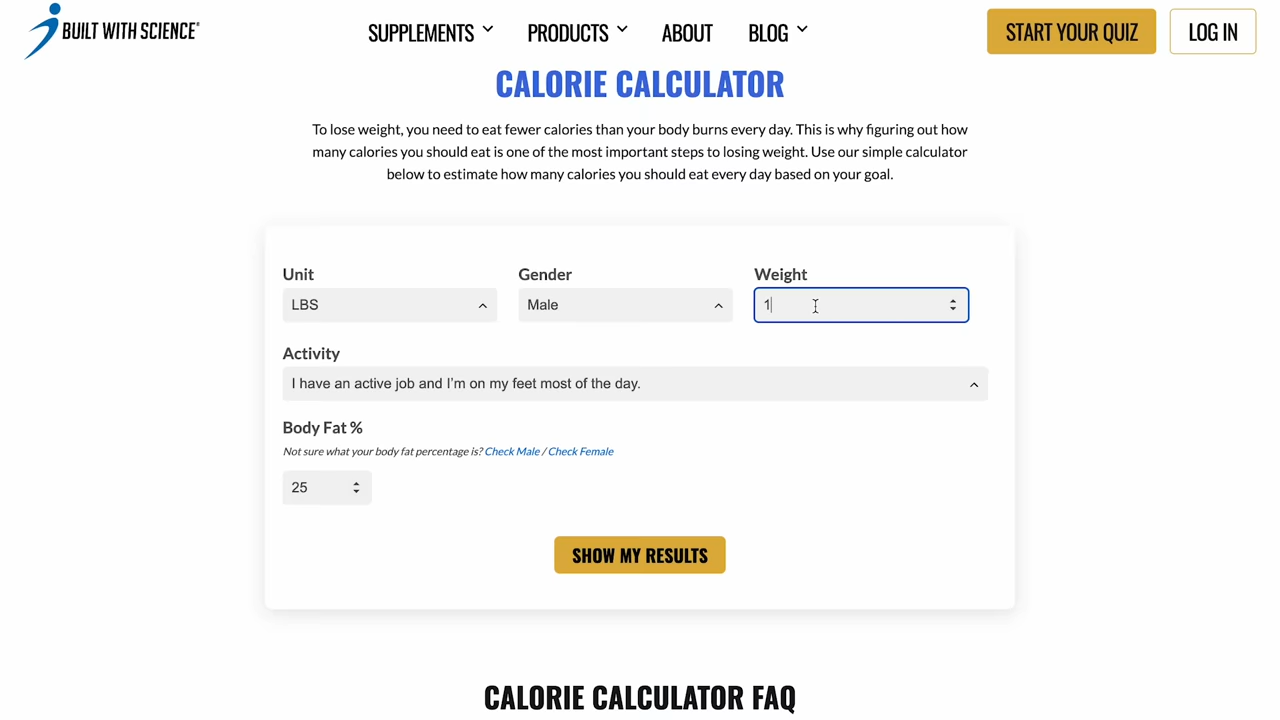 BUILT WITH SCIENCE®
SUPPLEMENTS
PRODUCTS
ABOUT
BLOG
START YOUR QUIZ
LOG IN
CALORIE CALCULATOR
To lose weight, you need to eat fewer calories than your body burns every day. This is why figuring out how
many calories you should eat is one of the most important steps to losing weight. Use our simple calculator
below to estimate how many calories you should eat every day based on your goal.
Unit
Gender
Weight
LBS
Male
1
Activity
I have an active job and I'm on my feet most of the day.
Body Fat %
Not sure what your body fat percentage is? Check Male / Check Female
25
SHOW MY RESULTS
CALORIE CALCULATOR FAQ